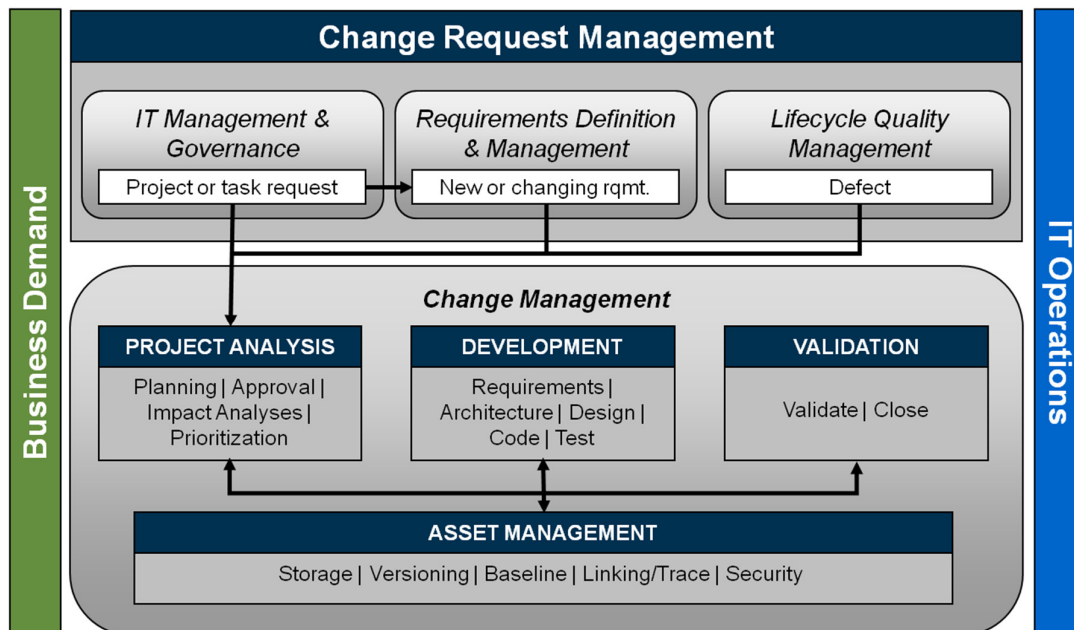 Business Demand
Change Request Management
IT Management &
Governance
Project or task request
Requirements Definition
& Management
New or changing rqmt.
Lifecycle Quality
Management
Defect
IT Operations
Change Management
PROJECT ANALYSIS
Planning | Approval |
Impact Analyses |
Prioritization
DEVELOPMENT
Requirements |
Architecture | Design |
Code | Test
VALIDATION
Validate | Close
ASSET MANAGEMENT
Storage | Versioning | Baseline | Linking/Trace | Security